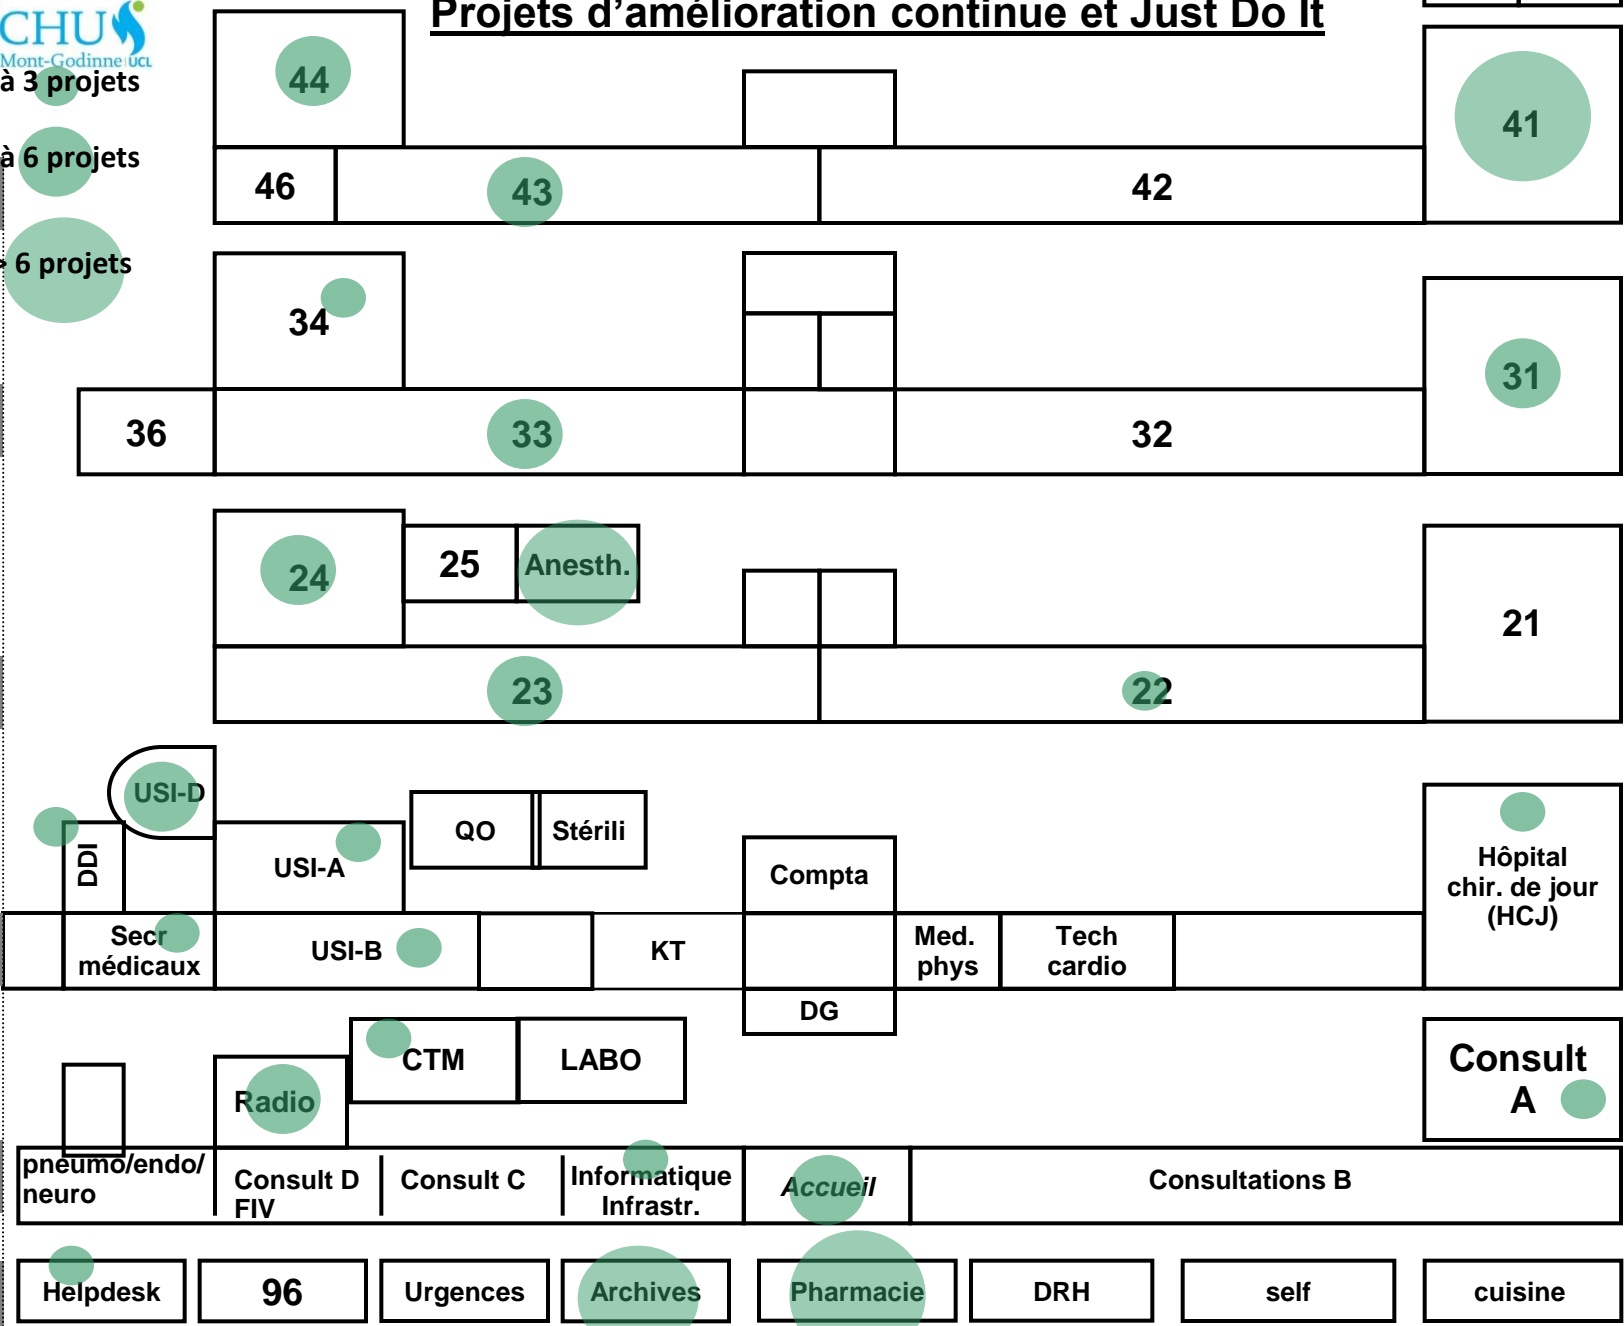 Projets d’amélioration continue et Just Do It
CHU
Mont-Godinne UCL
à 3 projets
à 6 projets
> 6 projets
44
41
46
43
42
34
31
36
33
32
24
25
Anesth.
21
23
22
USI-D
DDI
USI-A
QO
Stérili
Compta
Hôpital
chir. de jour
(HCJ)
Secr
médicaux
USI-B
KT
Med.
phys
Tech
cardio
DG
Radio
CTM
LABO
Consult
A
pneumo/endo/
neuro
Consult D
FIV
Consult C
Informatique
Infrastr.
Accueil
Consultations B
Helpdesk
96
Urgences
Archives
Pharmacie
DRH
self
cuisine